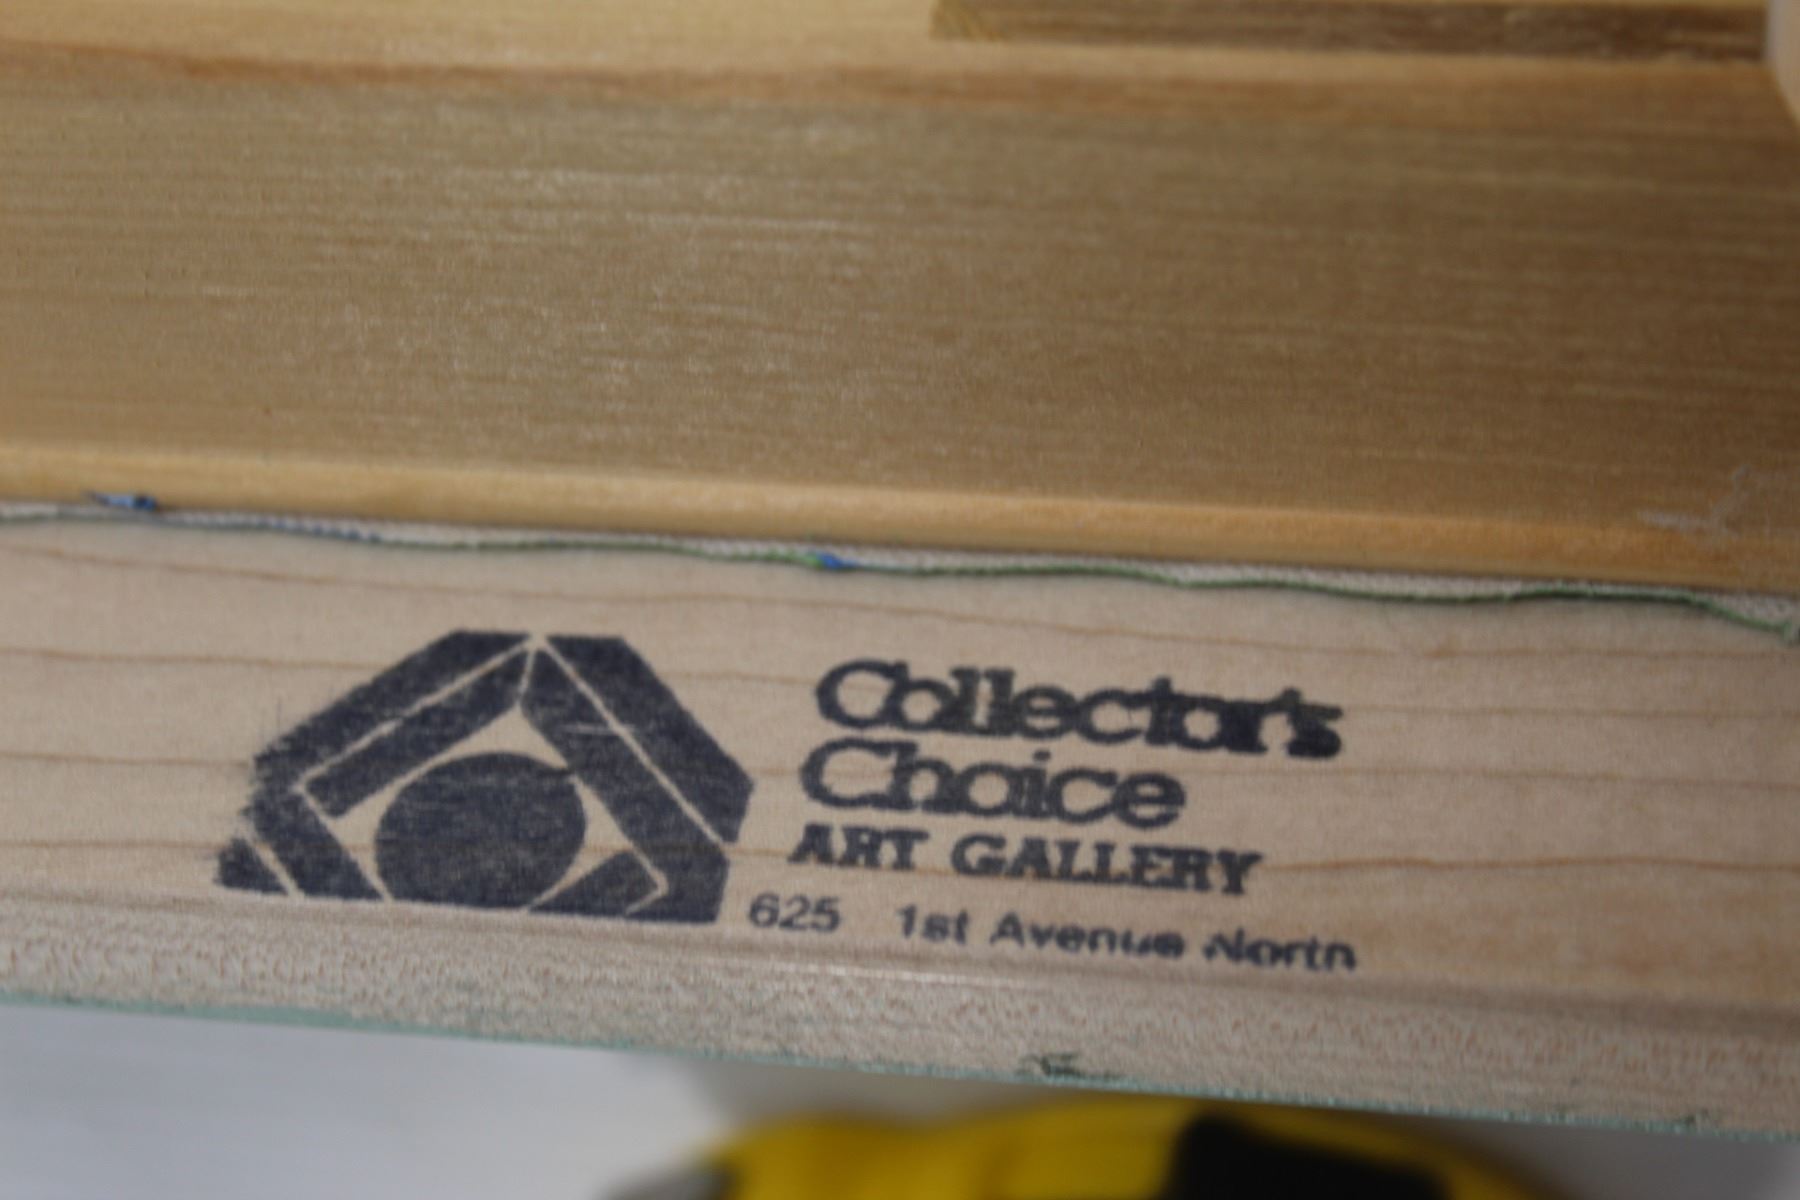 Collector's
Choice
ART GALLERY
625 1st Avenue North